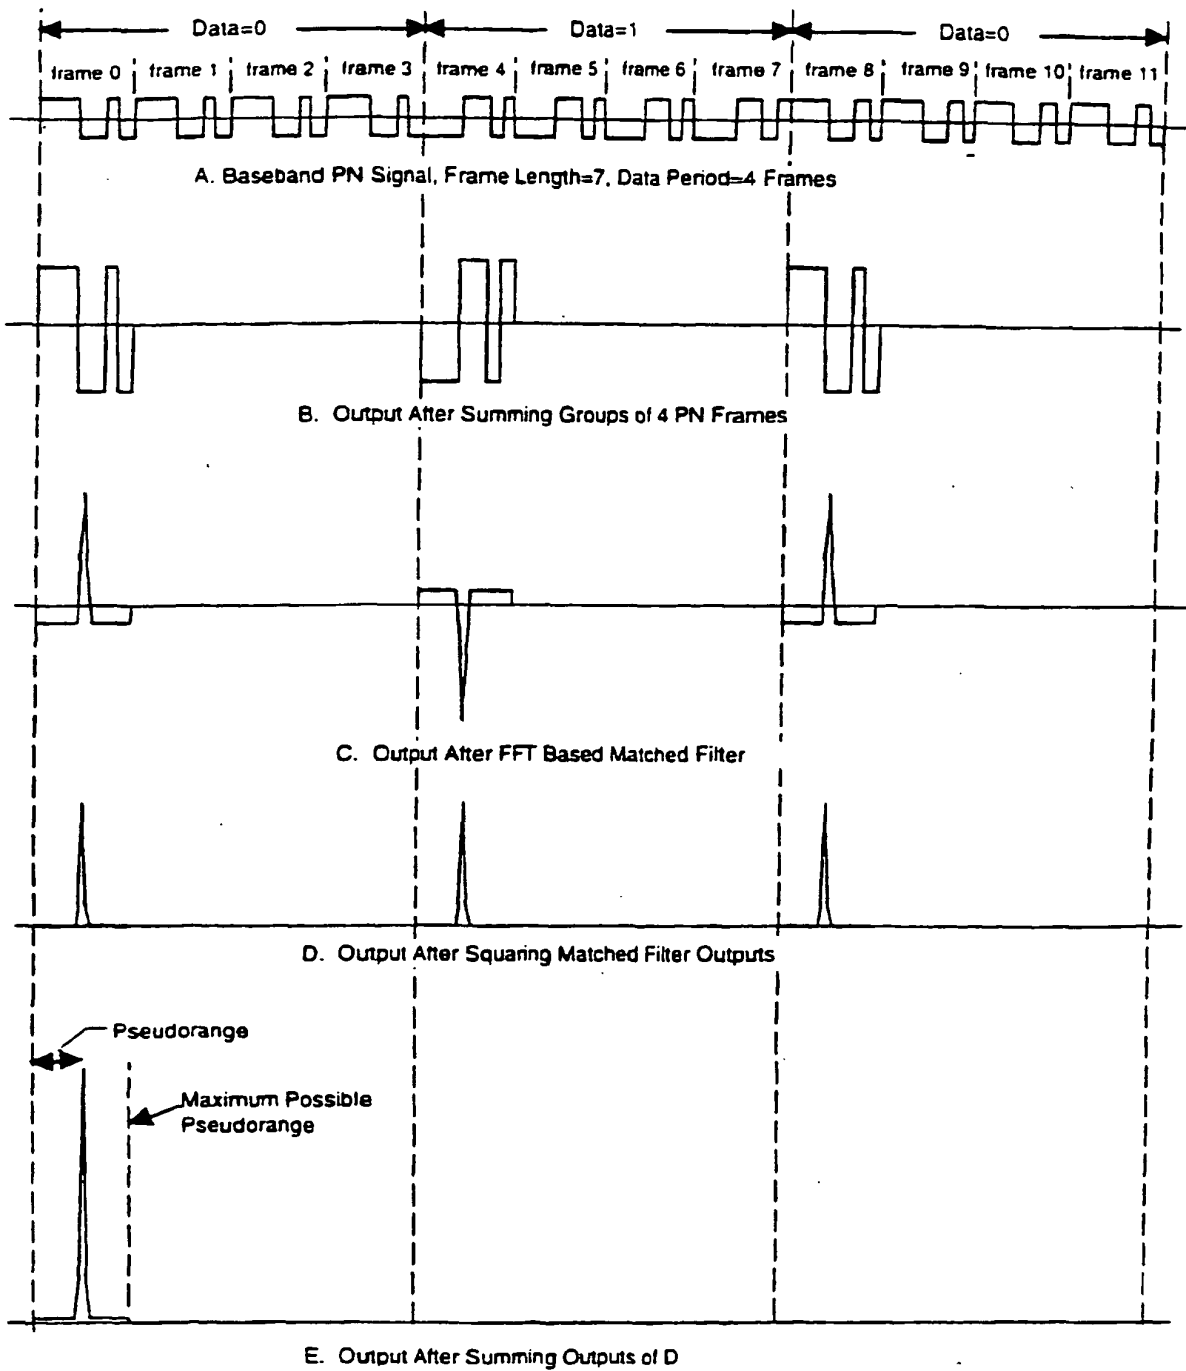 Data=0 Data=1 Data=0
frame 0 frame 1 frame 2 frame 3 frame 4 frame 5 frame 6 frame 7 frame 8 frame 9 frame 10 frame 11
A. Baseband PN Signal, Frame Length=7, Data Period=4 Frames
B. Output After Summing Groups of 4 PN Frames
C. Output After FFT Based Matched Filter
D. Output After Squaring Matched Filter Outputs
Pseudorange
Maximum Possible
Pseudorange
E. Output After Summing Outputs of D